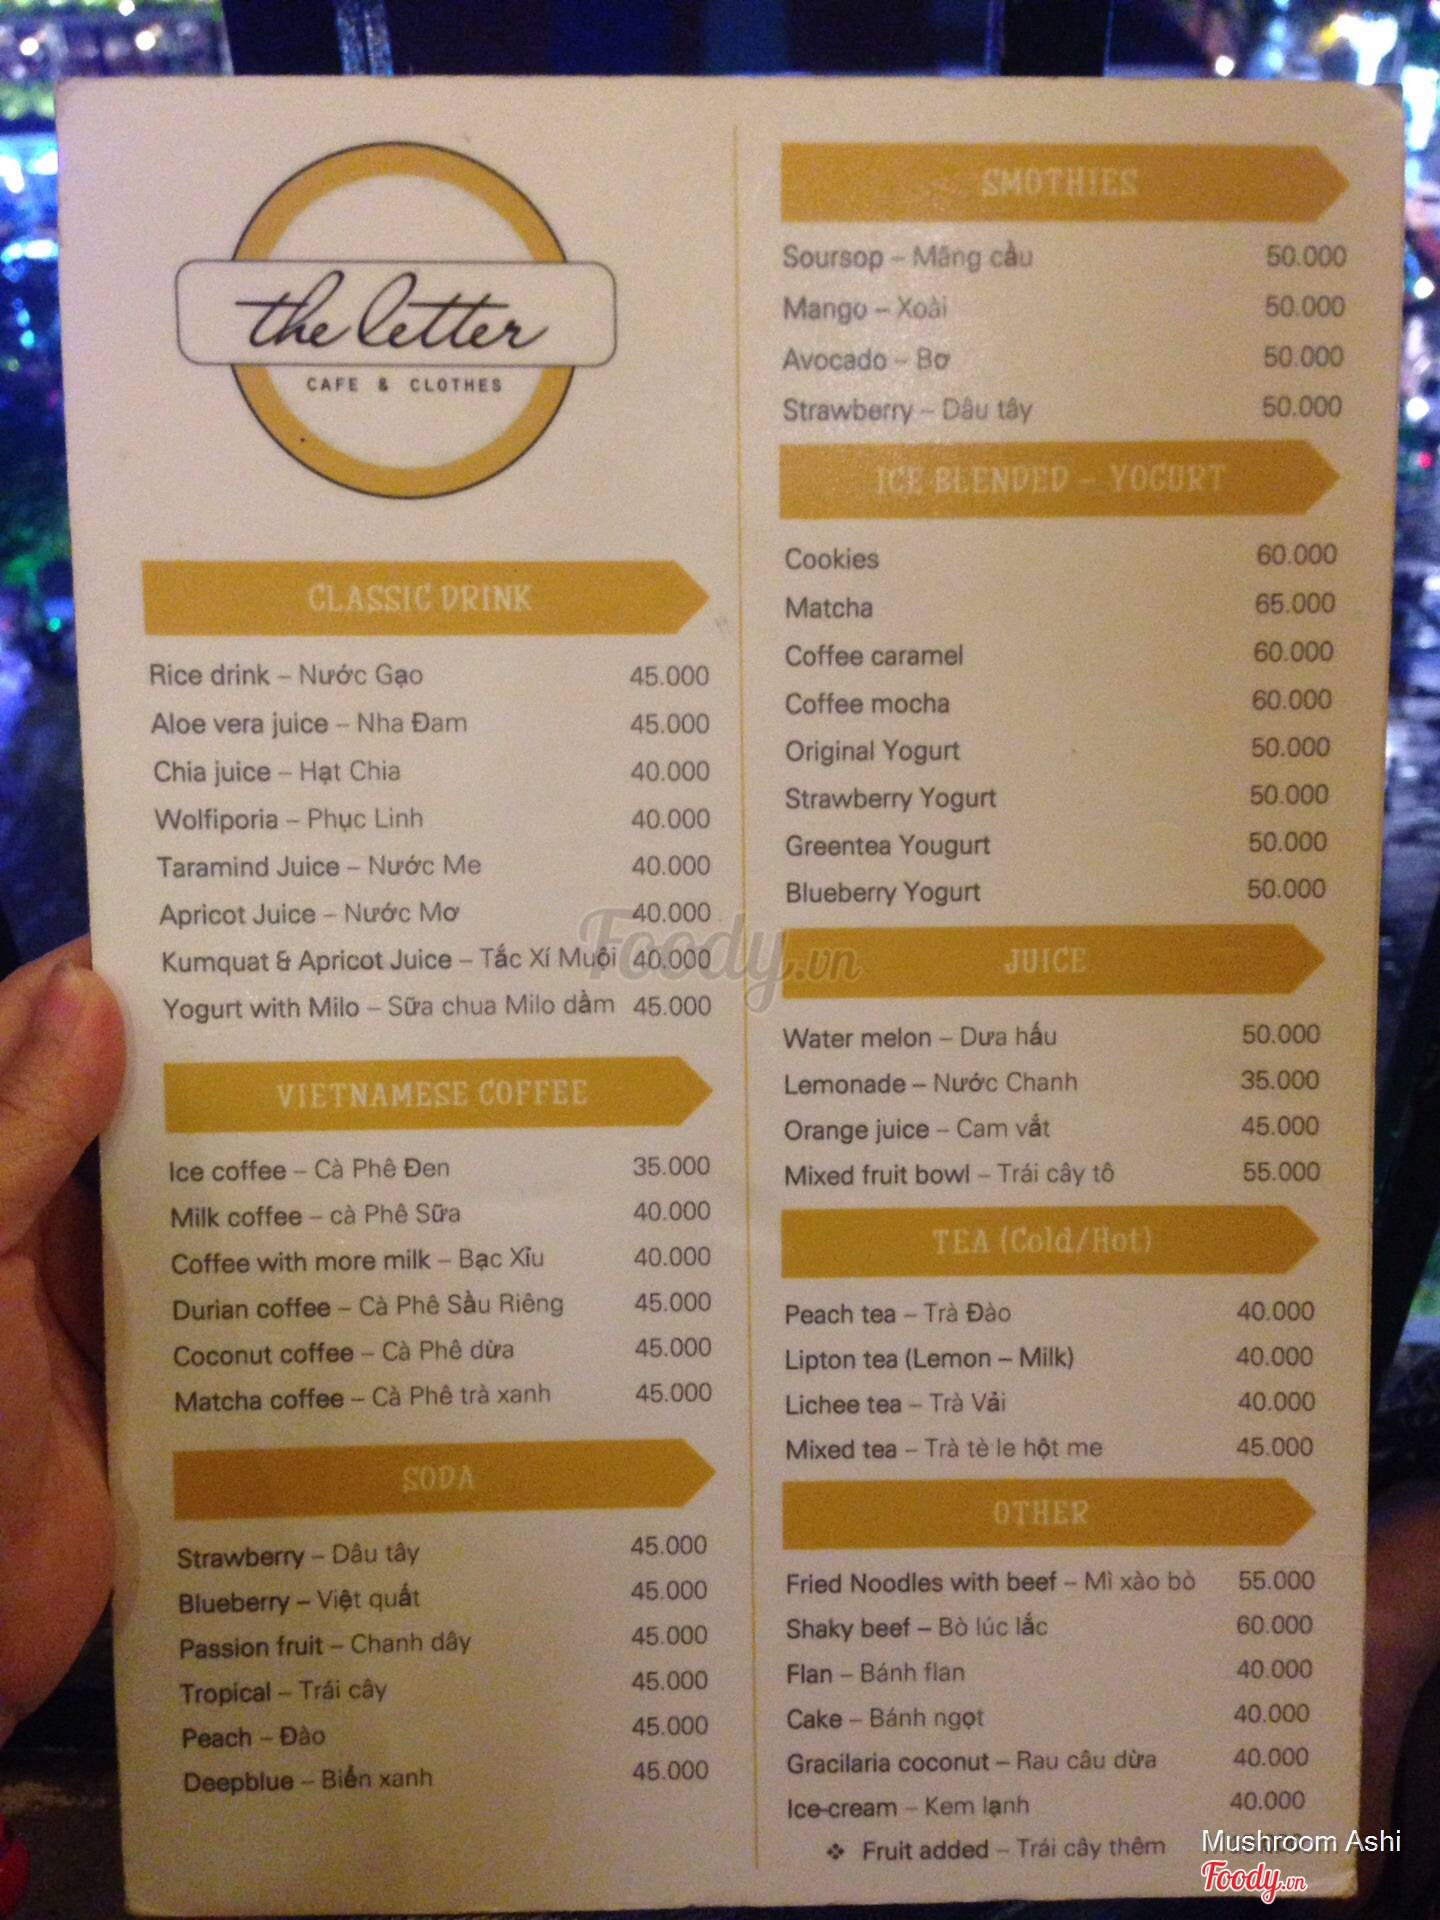 the letter
CAFE & CLOTHES
CLASSIC DRINK
Rice drink – Nước Gạo 45.000
Aloe vera juice – Nha Đam 45.000
Chia juice – Hạt Chia 40.000
Wolfiporia – Phục Linh 40.000
Taramind Juice – Nước Me 40.000
Apricot Juice – Nước Mơ 40.000
Kumquat & Apricot Juice – Tắc Xí Muội 40.000
Yogurt with Milo – Sữa chua Milo dầm 45.000
VIETNAMESE COFFEE
Ice coffee – Cà Phê Đen 35.000
Milk coffee – cà Phê Sữa 40.000
Coffee with more milk – Bạc Xỉu 40.000
Durian coffee – Cà Phê Sầu Riêng 45.000
Coconut coffee – Cà Phê dừa 45.000
Matcha coffee – Cà Phê trà xanh 45.000
SODA
Strawberry – Dâu tây 45.000
Blueberry – Việt quất 45.000
Passion fruit – Chanh dây 45.000
Tropical – Trái cây 45.000
Peach – Đào 45.000
Deepblue – Biển xanh 45.000
SMOTHIES
Soursop – Mãng cầu 50.000
Mango – Xoài 50.000
Avocado – Bơ 50.000
Strawberry – Dâu tây 50.000
ICE BLENDED – YOGURT
Cookies 60.000
Matcha 65.000
Coffee caramel 60.000
Coffee mocha 60.000
Original Yogurt 50.000
Strawberry Yogurt 50.000
Greentea Yougurt 50.000
Blueberry Yogurt 50.000
JUICE
Water melon – Dưa hấu 50.000
Lemonade – Nước Chanh 35.000
Orange juice – Cam vắt 45.000
Mixed fruit bowl – Trái cây tô 55.000
TEA (Cold/Hot)
Peach tea – Trà Đào 40.000
Lipton tea (Lemon – Milk) 40.000
Lichee tea – Trà Vải 40.000
Mixed tea – Trà tè le hột me 45.000
OTHER
Fried Noodles with beef – Mì xào bò 55.000
Shaky beef – Bò lúc lắc 60.000
Flan – Bánh flan 40.000
Cake – Bánh ngọt 40.000
Gracilaria coconut – Rau câu dừa 40.000
Ice-cream – Kem lạnh 40.000
❖ Fruit added – Trái cây thêm
Foody.vn
Mushroom Ashi
Foody.vn